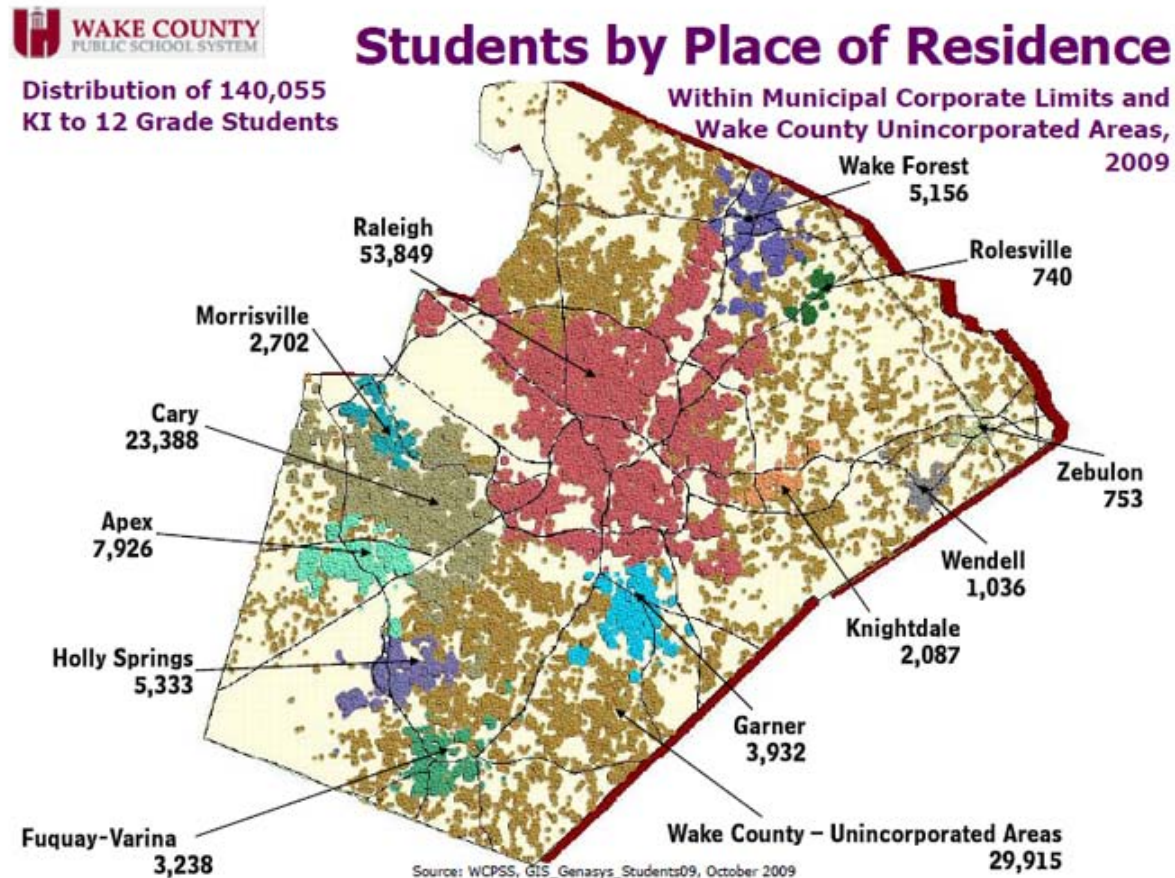 WAKE COUNTY
PUBLIC SCHOOL SYSTEM
Students by Place of Residence
Distribution of 140,055
KI to 12 Grade Students
Within Municipal Corporate Limits and
Wake County Unincorporated Areas,
2009
Wake Forest
5,156
Raleigh
53,849
Rolesville
740
Morrisville
2,702
Cary
23,388
Zebulon
753
Apex
7,926
Wendell
1,036
Knightdale
2,087
Holly Springs
5,333
Garner
3,932
Fuquay-Varina
3,238
Wake County – Unincorporated Areas
29,915
Source: WCPSS, GIS_Genasys_Students09, October 2009